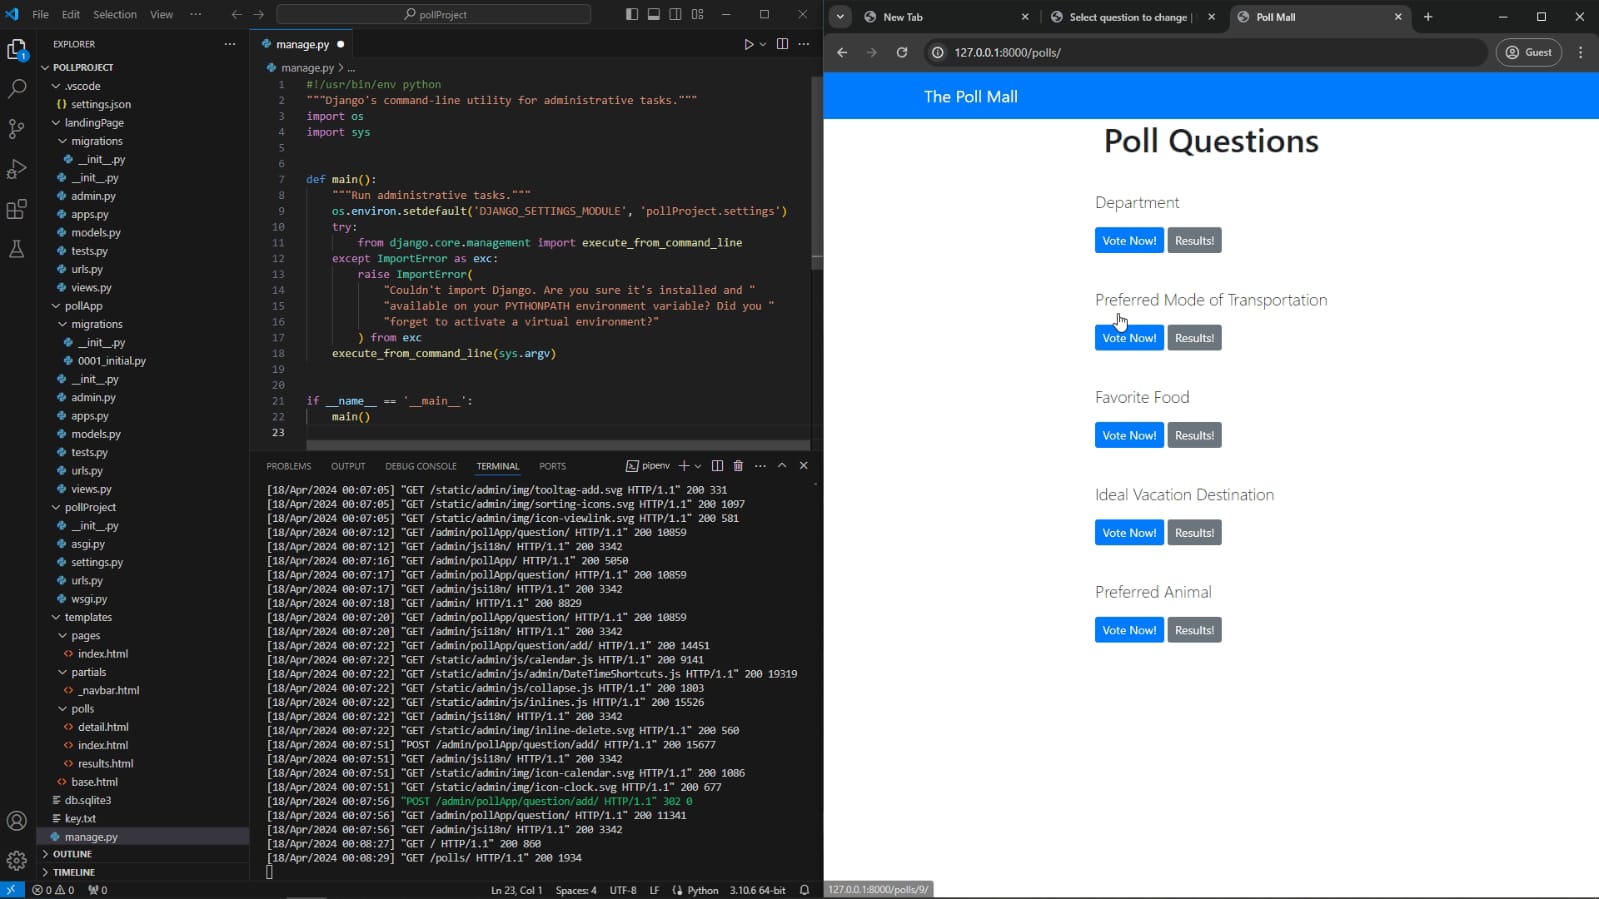 File Edit Selection View ··· pollProject
EXPLORER ···
POLLPROJECT
.vscode
{} settings.json
landingPage
migrations
__init__.py
__init__.py
admin.py
apps.py
models.py
tests.py
urls.py
views.py
pollApp
migrations
__init__.py
0001_initial.py
__init__.py
admin.py
apps.py
models.py
tests.py
urls.py
views.py
pollProject
__init__.py
asgi.py
settings.py
urls.py
wsgi.py
templates
pages
<> index.html
partials
<> _navbar.html
polls
<> detail.html
<> index.html
<> results.html
<> base.html
db.sqlite3
key.txt
manage.py
OUTLINE
TIMELINE
1
manage.py
manage.py > ...
1 #!/usr/bin/env python
2 """Django's command-line utility for administrative tasks."""
3 import os
4 import sys
5
6
7 def main():
8 """Run administrative tasks."""
9 os.environ.setdefault('DJANGO_SETTINGS_MODULE', 'pollProject.settings')
10 try:
11 from django.core.management import execute_from_command_line
12 except ImportError as exc:
13 raise ImportError(
14 "Couldn't import Django. Are you sure it's installed and "
15 "available on your PYTHONPATH environment variable? Did you "
16 "forget to activate a virtual environment?"
17 ) from exc
18 execute_from_command_line(sys.argv)
19
20
21 if __name__ == '__main__':
22 main()
23
PROBLEMS OUTPUT DEBUG CONSOLE TERMINAL PORTS pipenv
[18/Apr/2024 00:07:05] "GET /static/admin/img/tooltag-add.svg HTTP/1.1" 200 331
[18/Apr/2024 00:07:05] "GET /static/admin/img/sorting-icons.svg HTTP/1.1" 200 1097
[18/Apr/2024 00:07:05] "GET /static/admin/img/icon-viewlink.svg HTTP/1.1" 200 581
[18/Apr/2024 00:07:12] "GET /admin/pollApp/question/ HTTP/1.1" 200 10859
[18/Apr/2024 00:07:12] "GET /admin/jsi18n/ HTTP/1.1" 200 3342
[18/Apr/2024 00:07:16] "GET /admin/pollApp/ HTTP/1.1" 200 5050
[18/Apr/2024 00:07:17] "GET /admin/pollApp/question/ HTTP/1.1" 200 10859
[18/Apr/2024 00:07:17] "GET /admin/jsi18n/ HTTP/1.1" 200 3342
[18/Apr/2024 00:07:18] "GET /admin/ HTTP/1.1" 200 8829
[18/Apr/2024 00:07:20] "GET /admin/pollApp/question/ HTTP/1.1" 200 10859
[18/Apr/2024 00:07:20] "GET /admin/jsi18n/ HTTP/1.1" 200 3342
[18/Apr/2024 00:07:22] "GET /admin/pollApp/question/add/ HTTP/1.1" 200 14451
[18/Apr/2024 00:07:22] "GET /static/admin/js/calendar.js HTTP/1.1" 200 9141
[18/Apr/2024 00:07:22] "GET /static/admin/js/admin/DateTimeShortcuts.js HTTP/1.1" 200 19319
[18/Apr/2024 00:07:22] "GET /static/admin/js/collapse.js HTTP/1.1" 200 1803
[18/Apr/2024 00:07:22] "GET /static/admin/js/inlines.js HTTP/1.1" 200 15526
[18/Apr/2024 00:07:22] "GET /admin/jsi18n/ HTTP/1.1" 200 3342
[18/Apr/2024 00:07:22] "GET /static/admin/img/inline-delete.svg HTTP/1.1" 200 560
[18/Apr/2024 00:07:51] "POST /admin/pollApp/question/add/ HTTP/1.1" 200 15677
[18/Apr/2024 00:07:51] "GET /admin/jsi18n/ HTTP/1.1" 200 3342
[18/Apr/2024 00:07:51] "GET /static/admin/img/icon-calendar.svg HTTP/1.1" 200 1086
[18/Apr/2024 00:07:51] "GET /static/admin/img/icon-clock.svg HTTP/1.1" 200 677
[18/Apr/2024 00:07:56] "POST /admin/pollApp/question/add/ HTTP/1.1" 302 0
[18/Apr/2024 00:07:56] "GET /admin/pollApp/question/ HTTP/1.1" 200 11341
[18/Apr/2024 00:07:56] "GET /admin/jsi18n/ HTTP/1.1" 200 3342
[18/Apr/2024 00:08:27] "GET / HTTP/1.1" 200 860
[18/Apr/2024 00:08:29] "GET /polls/ HTTP/1.1" 200 1934
0 0 0 Ln 23, Col 1 Spaces: 4 UTF-8 LF Python 3.10.6 64-bit
New Tab Select question to change | Poll Mall
127.0.0.1:8000/polls/ Guest
The Poll Mall
Poll Questions
Department
Vote Now! Results!
Preferred Mode of Transportation
Vote Now! Results!
Favorite Food
Vote Now! Results!
Ideal Vacation Destination
Vote Now! Results!
Preferred Animal
Vote Now! Results!
127.0.0.1:8000/polls/9/